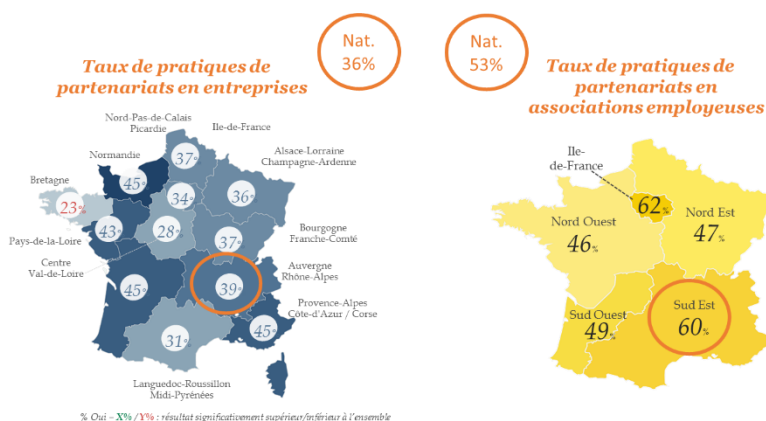 Nat.
36%
Taux de pratiques de
partenariats en entreprises
Nord-Pas-de-Calais
Picardie
Ile-de-France
Normandie
Alsace-Lorraine
Champagne-Ardenne
Bretagne
37%
45%
34%
36%
23%
43%
28%
37%
Bourgogne
Franche-Comté
Pays-de-la-Loire
Centre
Val-de-Loire
Auvergne
Rhône-Alpes
45%
39%
Provence-Alpes
Côte-d'Azur / Corse
45%
31%
Languedoc-Roussillon
Midi-Pyrénées
% Oui – X% / Y% : résultat significativement supérieur/inférieur à l'ensemble
Nat.
53%
Taux de pratiques de
partenariats en
associations employeuses
Ile-
de-France
62%
Nord Ouest
46%
Nord Est
47%
Sud Ouest
49%
Sud Est
60%